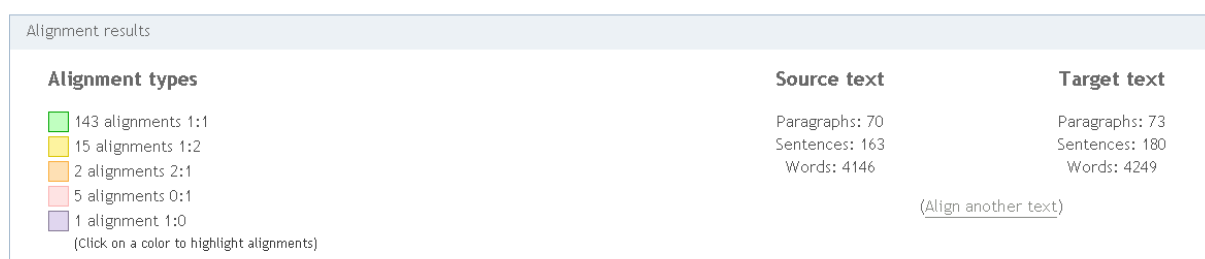 Alignment results
Alignment types
143 alignments 1:1
15 alignments 1:2
2 alignments 2:1
5 alignments 0:1
1 alignment 1:0
(Click on a color to highlight alignments)
Source text
Paragraphs: 70
Sentences: 163
Words: 4146
Target text
Paragraphs: 73
Sentences: 180
Words: 4249
(Align another text)